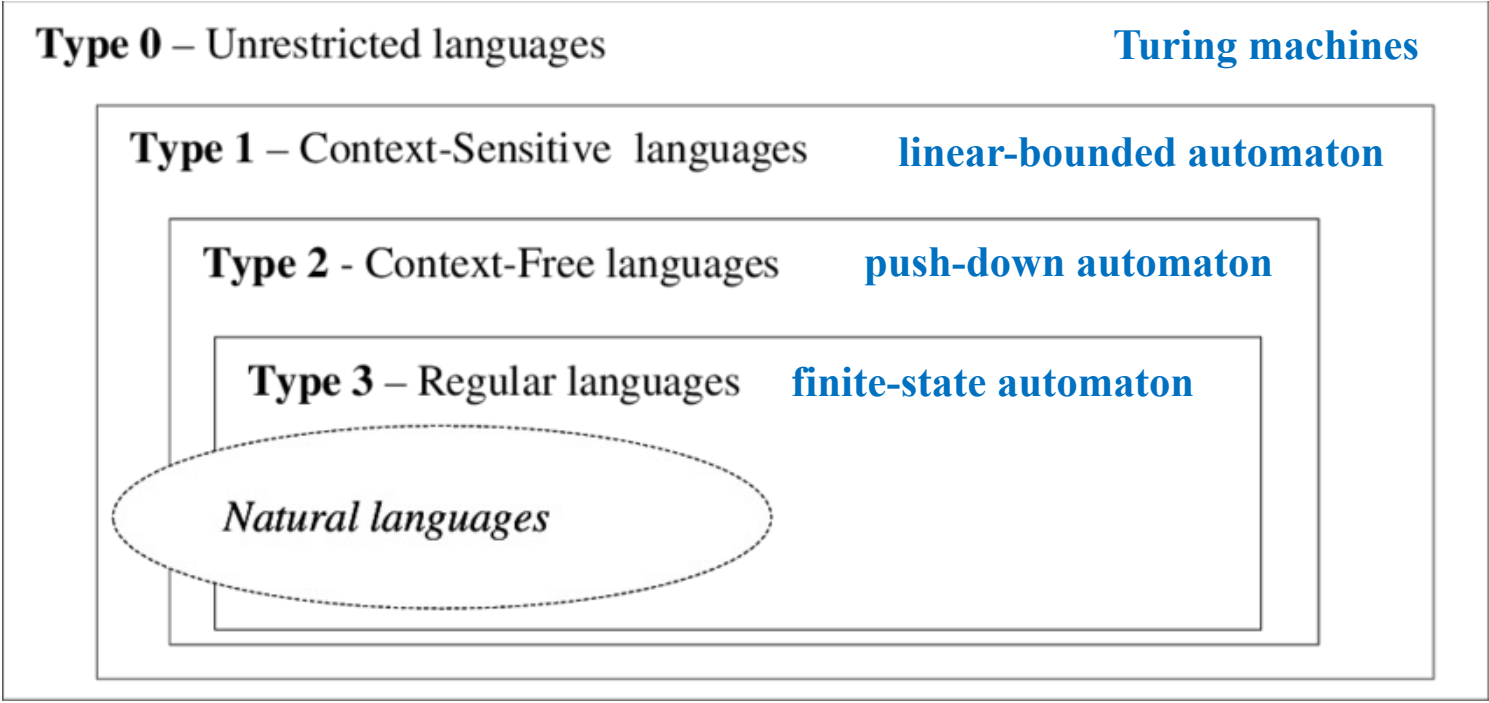 Type 0 – Unrestricted languages Turing machines
Type 1 – Context-Sensitive languages linear-bounded automaton
Type 2 - Context-Free languages push-down automaton
Type 3 – Regular languages finite-state automaton
Natural languages